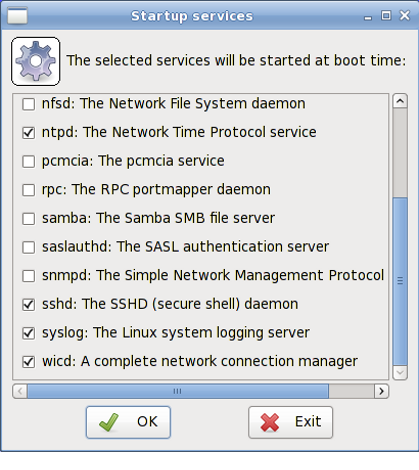 Startup services
The selected services will be started at boot time:
nfsd: The Network File System daemon
ntpd: The Network Time Protocol service
pcmcia: The pcmcia service
rpc: The RPC portmapper daemon
samba: The Samba SMB file server
saslauthd: The SASL authentication server
snmpd: The Simple Network Management Protocol
sshd: The SSHD (secure shell) daemon
syslog: The Linux system logging server
wicd: A complete network connection manager
OK
Exit